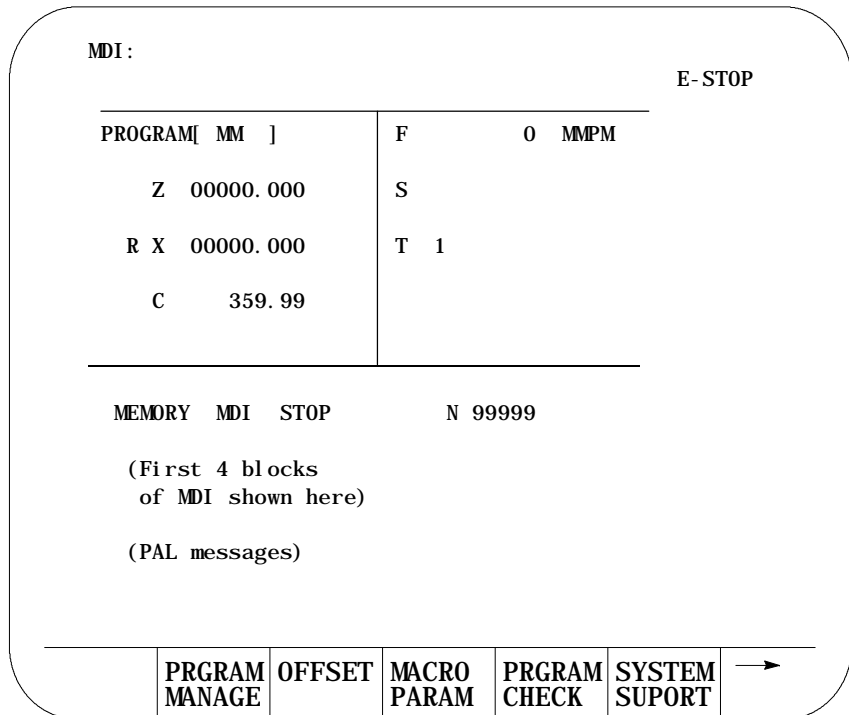 MDI:
E-STOP
PROGRAM[ MM ] F 0 MMPM
Z 00000.000 S
R X 00000.000 T 1
C 359.99
MEMORY MDI STOP N 99999
(First 4 blocks
of MDI shown here)
(PAL messages)
PRGRAM OFFSET MACRO PRGRAM SYSTEM
MANAGE PARAM CHECK SUPORT